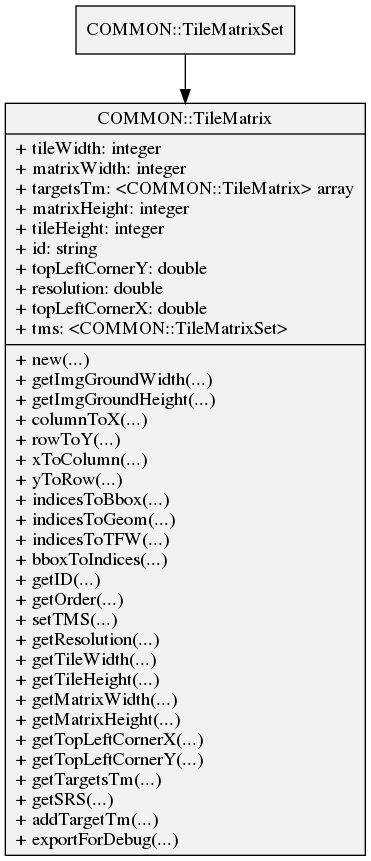 COMMON::TileMatrixSet
COMMON::TileMatrix
+ tileWidth: integer
+ matrixWidth: integer
+ targetsTm: <COMMON::TileMatrix> array
+ matrixHeight: integer
+ tileHeight: integer
+ id: string
+ topLeftCornerY: double
+ resolution: double
+ topLeftCornerX: double
+ tms: <COMMON::TileMatrixSet>
+ new(...)
+ getImgGroundWidth(...)
+ getImgGroundHeight(...)
+ columnToX(...)
+ rowToY(...)
+ xToColumn(...)
+ yToRow(...)
+ indicesToBbox(...)
+ indicesToGeom(...)
+ indicesToTFW(...)
+ bboxToIndices(...)
+ getID(...)
+ getOrder(...)
+ setTMS(...)
+ getResolution(...)
+ getTileWidth(...)
+ getTileHeight(...)
+ getMatrixWidth(...)
+ getMatrixHeight(...)
+ getTopLeftCornerX(...)
+ getTopLeftCornerY(...)
+ getTargetsTm(...)
+ getSRS(...)
+ addTargetTm(...)
+ exportForDebug(...)